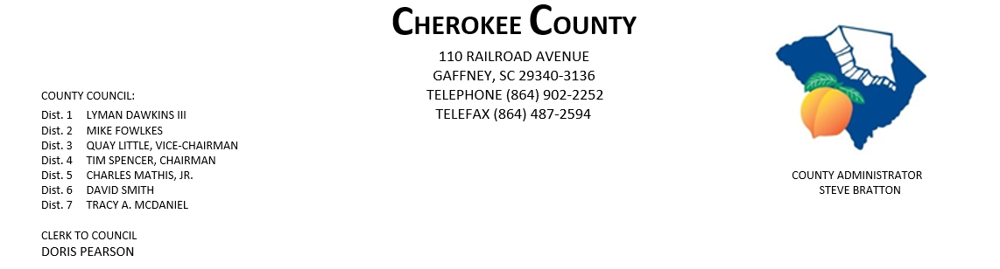 CHEROKEE COUNTY
110 RAILROAD AVENUE
GAFFNEY, SC 29340-3136
TELEPHONE (864) 902-2252
TELEFAX (864) 487-2594
COUNTY COUNCIL:
Dist. 1 LYMAN DAWKINS III
Dist. 2 MIKE FOWLKES
Dist. 3 QUAY LITTLE, VICE-CHAIRMAN
Dist. 4 TIM SPENCER, CHAIRMAN
Dist. 5 CHARLES MATHIS, JR.
Dist. 6 DAVID SMITH
Dist. 7 TRACY A. MCDANIEL
CLERK TO COUNCIL
DORIS PEARSON
COUNTY ADMINISTRATOR
STEVE BRATTON